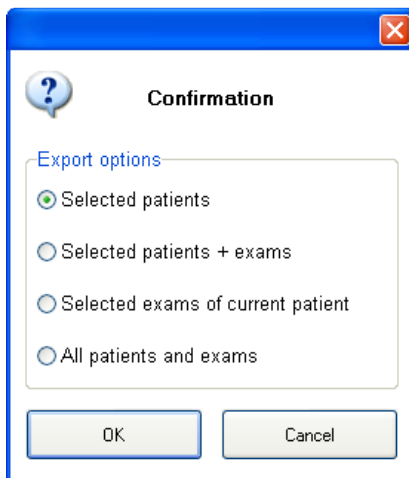 Confirmation
Export options
Selected patients
Selected patients + exams
Selected exams of current patient
All patients and exams
OK
Cancel